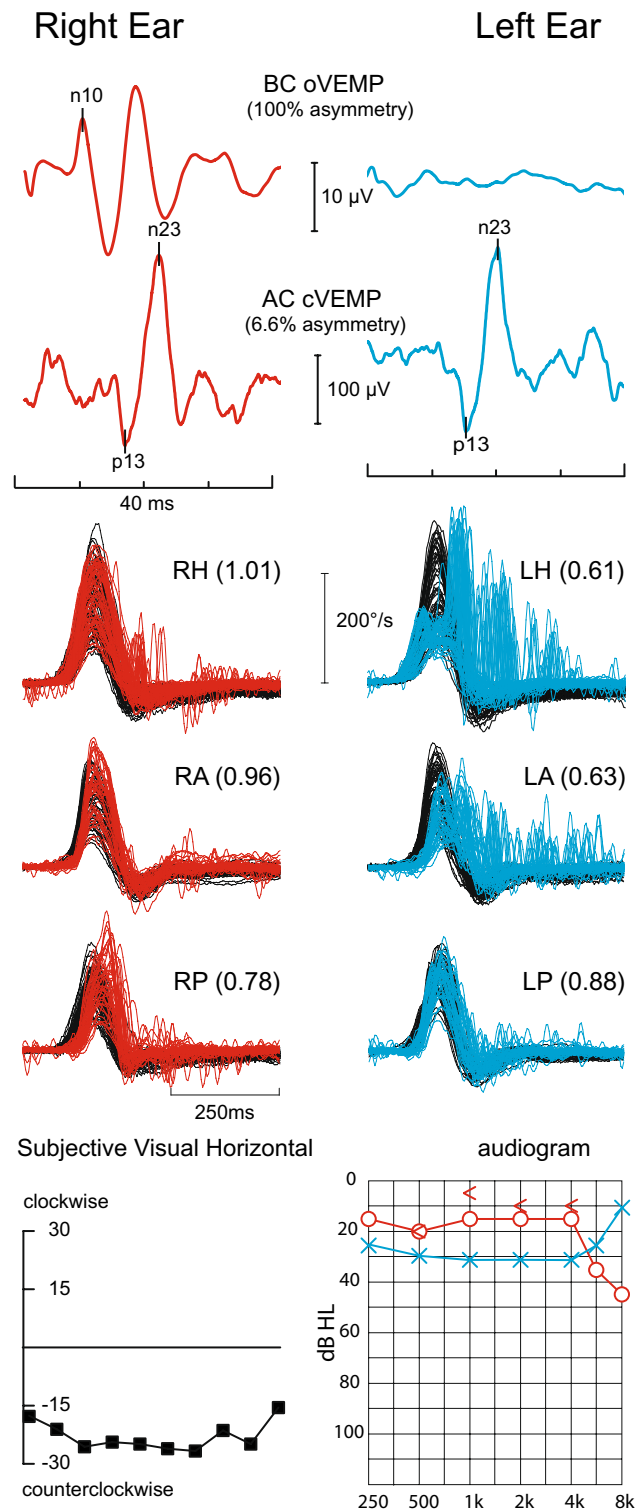 Right Ear
Left Ear
n10
BC oVEMP
(100% asymmetry)
10 µV
n23
n23
AC cVEMP
(6.6% asymmetry)
100 µV
p13
p13
40 ms
RH (1.01)
LH (0.61)
200°/s
RA (0.96)
LA (0.63)
RP (0.78)
LP (0.88)
250ms
Subjective Visual Horizontal
audiogram
clockwise
30
15
-15
-30
counterclockwise
0
20
40
60
80
100
dB HL
250
500
1k
2k
4k
8k